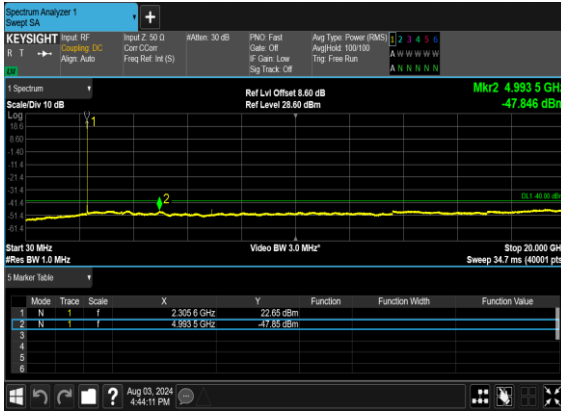 Spectrum Analyzer 1
Swept SA
KEYSIGHT
R T
Input: RF
Coupling: DC
Align: Auto
Input Z: 50 Ω
Corr CCorr
Freq Ref: Int (S)
#Atten: 30 dB
PNO: Fast
Gate: Off
IF Gain: Low
Sig Track: Off
Avg Type: Power (RMS)
Avg|Hold: 100/100
Trig: Free Run
1 2 3 4 5 6
A W W W W W
A N N N N N
1 Spectrum
Scale/Div 10 dB
Log
Ref Lvl Offset 8.60 dB
Ref Level 28.60 dBm
Mkr2 4.993 5 GHz
-47.846 dBm
18.6
8.60
-1.40
-11.4
-21.4
-31.4
-41.4
-51.4
-61.4
1
2
DL1 -40.00 dB
Start 30 MHz
#Res BW 1.0 MHz
Video BW 3.0 MHz*
Stop 20.000 GH
Sweep 34.7 ms (40001 pts
5 Marker Table
Mode Trace Scale X Y Function Function Width Function Value
1 N 1 f 2.305 6 GHz 22.65 dBm
2 N 1 f 4.993 5 GHz -47.85 dBm
3
4
5
6
? Aug 03, 2024
4:44:11 PM